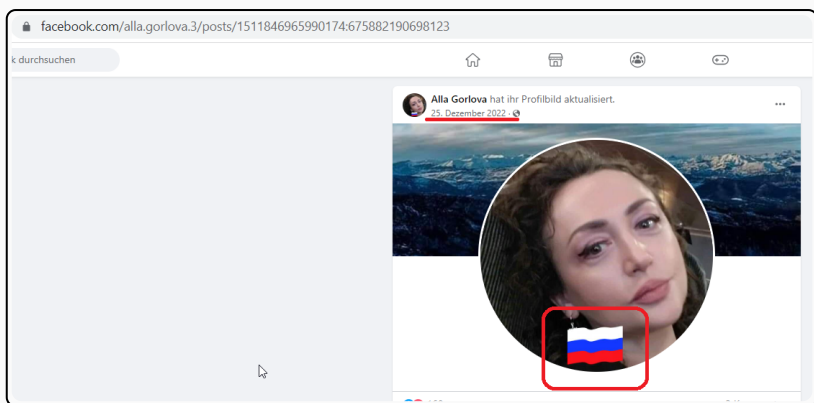 facebook.com/alla.gorlova.3/posts/1511846965990174:675882190698123
k durchsuchen
Alla Gorlova hat ihr Profilbild aktualisiert.
25. Dezember 2022 ·